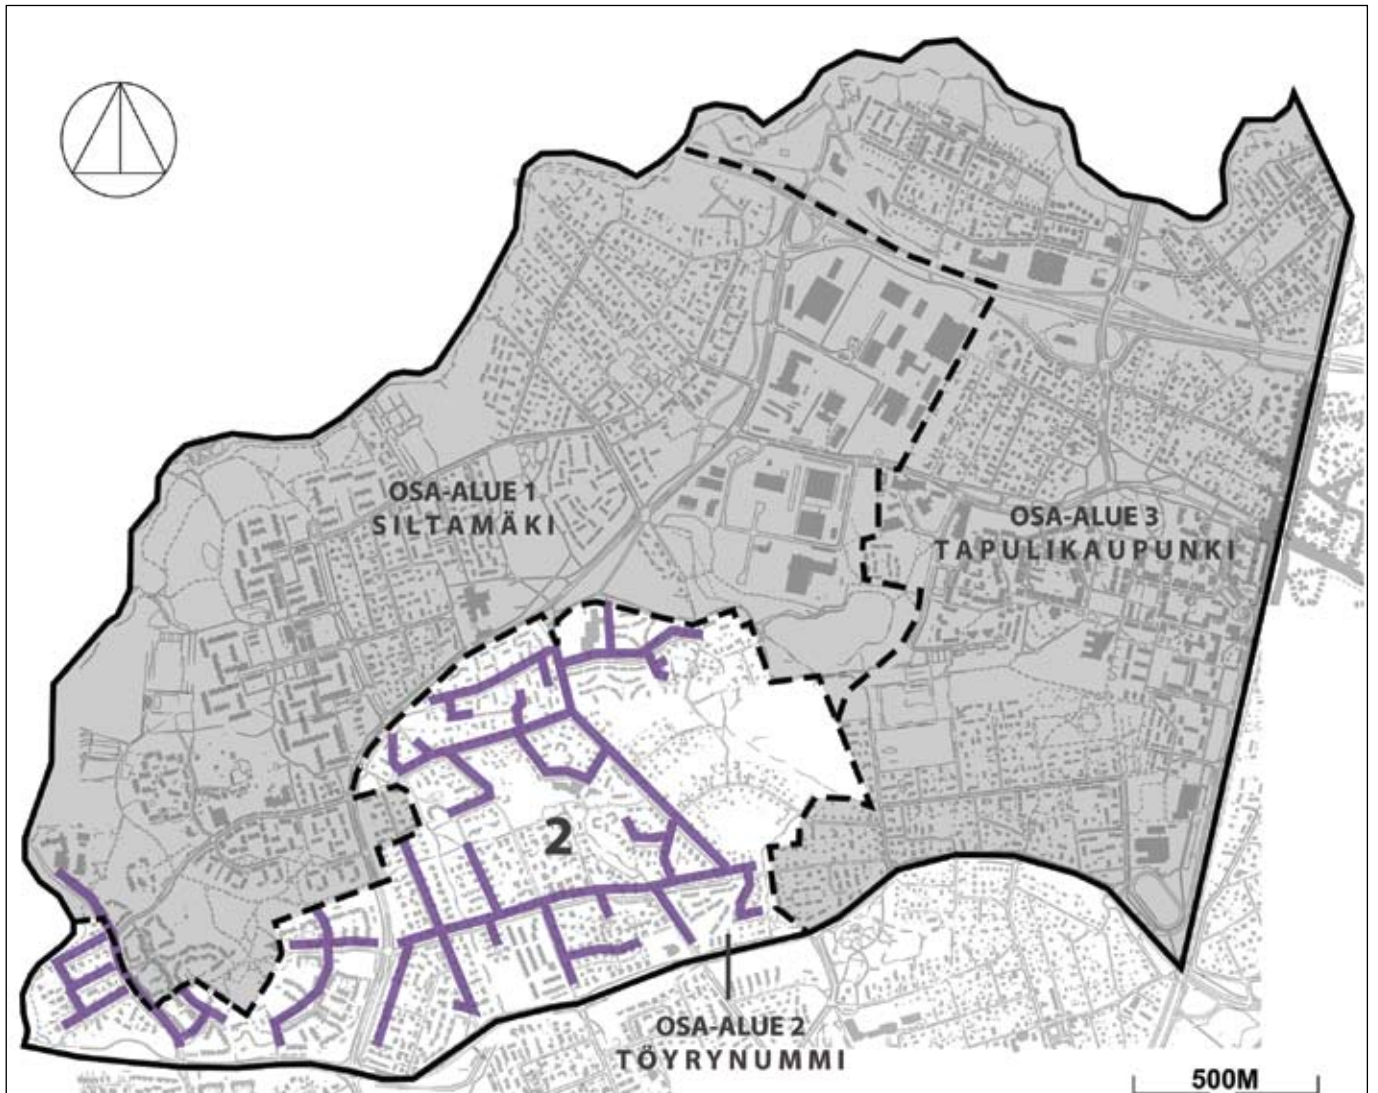 OSA-ALUE 1
SILTAMÄKI
OSA-ALUE 3
TAPULIKAUPUNKI
2
OSA-ALUE 2
TÖYRYNUMMI
500M